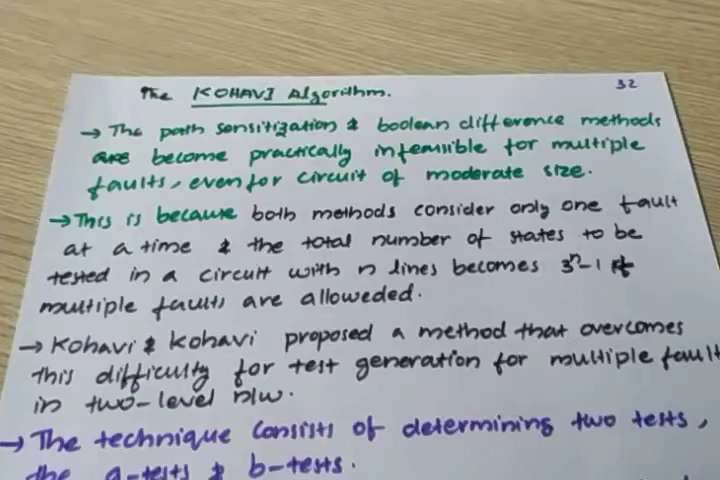 The KOHAVI Algorithm.
32
→ The path sensitization & boolean difference methods
are become practically infeasible for multiple
faults, even for circuit of moderate size.
→ This is because both methods consider only one fault
at a time & the total number of states to be
tested in a circuit with n lines becomes 3ⁿ-1 if
multiple faults are alloweded.
→ Kohavi & Kohavi proposed a method that overcomes
this difficulty for test generation for multiple fault
in two-level n/w.
→ The technique consists of determining two tests,
the a-tests & b-tests.